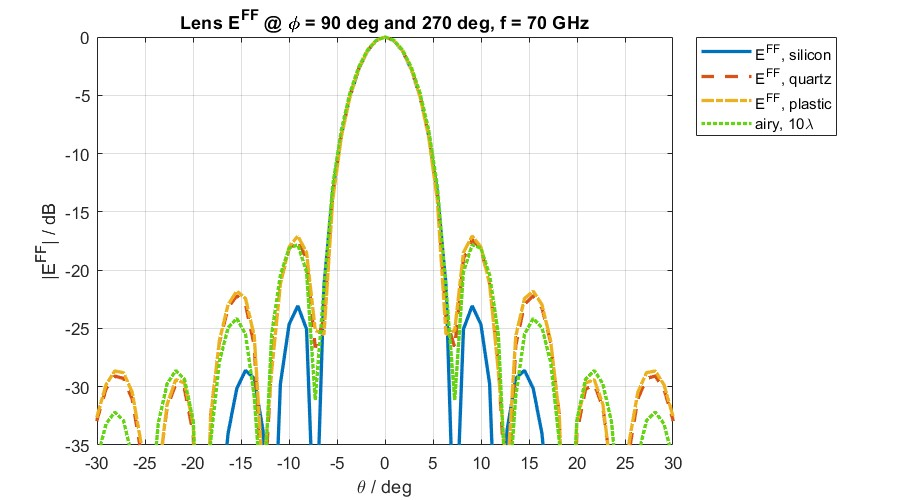 Lens E^FF @ ϕ = 90 deg and 270 deg, f = 70 GHz
E^FF, silicon
E^FF, quartz
E^FF, plastic
airy, 10λ
|E^FF| / dB
0
-5
-10
-15
-20
-25
-30
-35
-30 -25 -20 -15 -10 -5 0 5 10 15 20 25 30
θ / deg